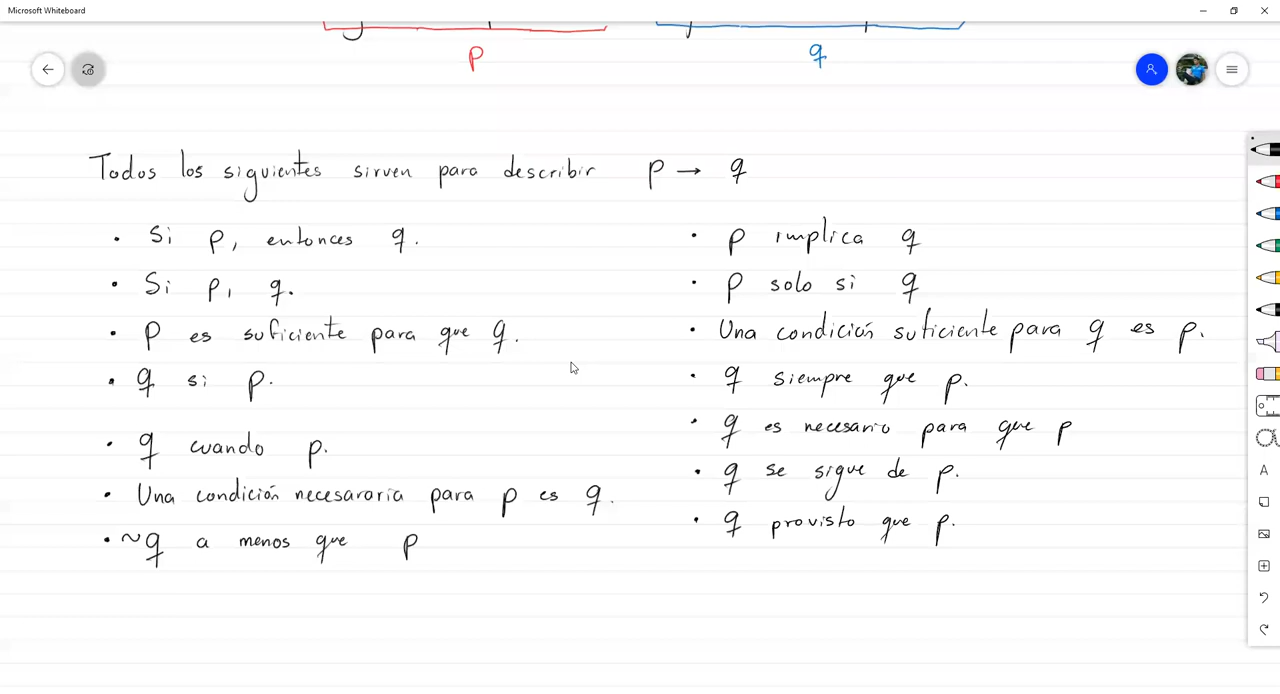 Microsoft Whiteboard
p
q
Todos los siguientes sirven para describir p → q
• Si p, entonces q.
• Si p, q.
• P es suficiente para que q.
• q si p.
• q cuando p.
• Una condición necesararia para p es q.
• ~q a menos que p
• p implica q
• p solo si q
• Una condición suficiente para q es p.
• q siempre que p.
• q es necesario para que p
• q se sigue de p.
• q provisto que p.